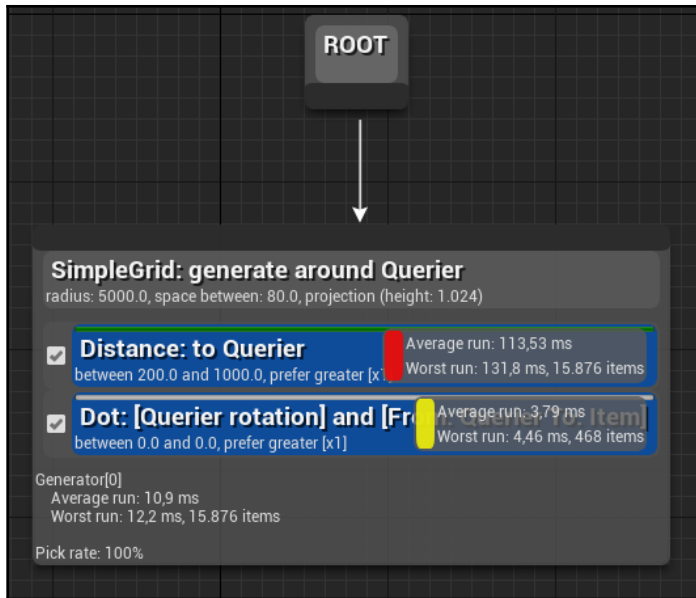 ROOT
SimpleGrid: generate around Querier
radius: 5000.0, space between: 80.0, projection (height: 1.024)
Distance: to Querier
between 200.0 and 1000.0, prefer greater [x1]
Average run: 113,53 ms
Worst run: 131,8 ms, 15.876 items
Dot: [Querier rotation] and [From: Querier To: Item]
between 0.0 and 0.0, prefer greater [x1]
Average run: 3,79 ms
Worst run: 4,46 ms, 468 items
Generator[0]
Average run: 10,9 ms
Worst run: 12,2 ms, 15.876 items
Pick rate: 100%